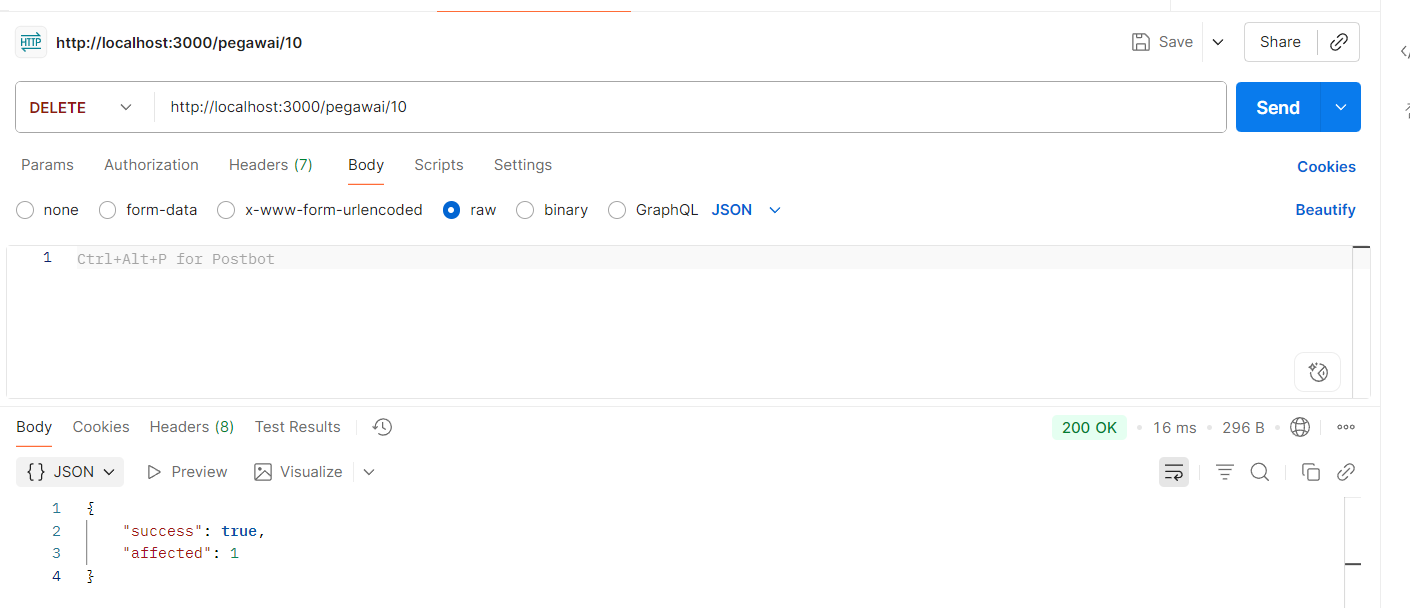 HTTP http://localhost:3000/pegawai/10 Save Share
DELETE http://localhost:3000/pegawai/10 Send
Params Authorization Headers (7) Body Scripts Settings Cookies
none form-data x-www-form-urlencoded raw binary GraphQL JSON Beautify
1 Ctrl+Alt+P for Postbot
Body Cookies Headers (8) Test Results 200 OK • 16 ms • 296 B •
{} JSON Preview Visualize
1 {
2 "success": true,
3 "affected": 1
4 }